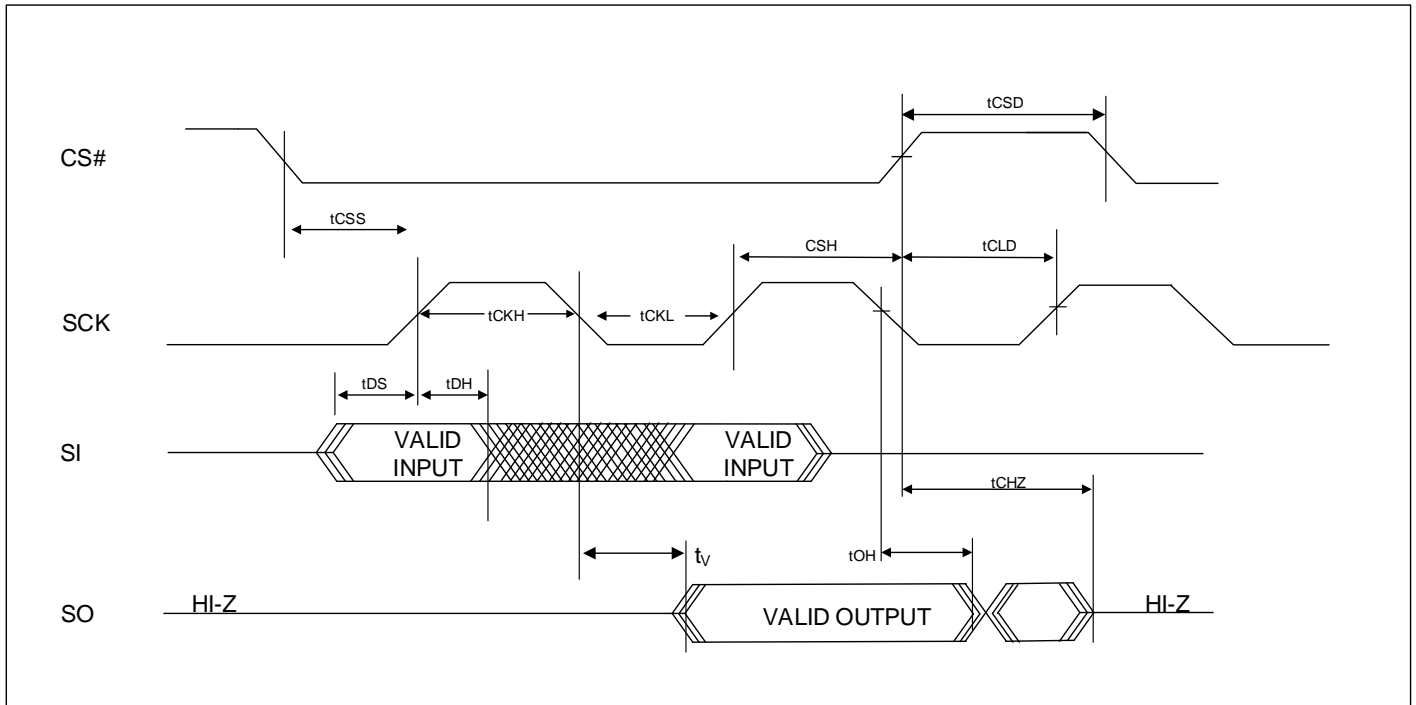 tCSD
CS#
tCSS
CSH
tCLD
SCK
tCKH
tCKL
tDS
tDH
SI
VALID
INPUT
VALID
INPUT
tCHZ
tV
tOH
SO
HI-Z
VALID OUTPUT
HI-Z